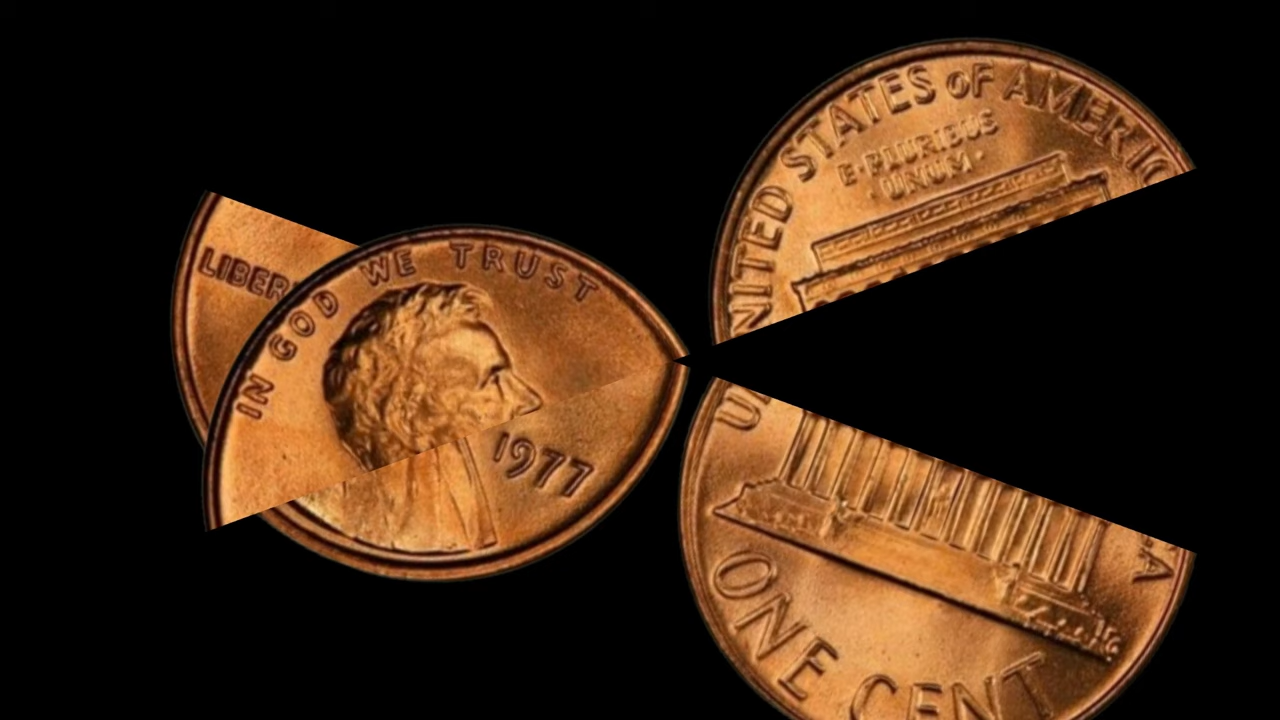 LIBER
IN GOD WE TRUST
1977
UNITED STATES OF AMERIC
E·PLURIBUS
·UNUM·
ONE CENT